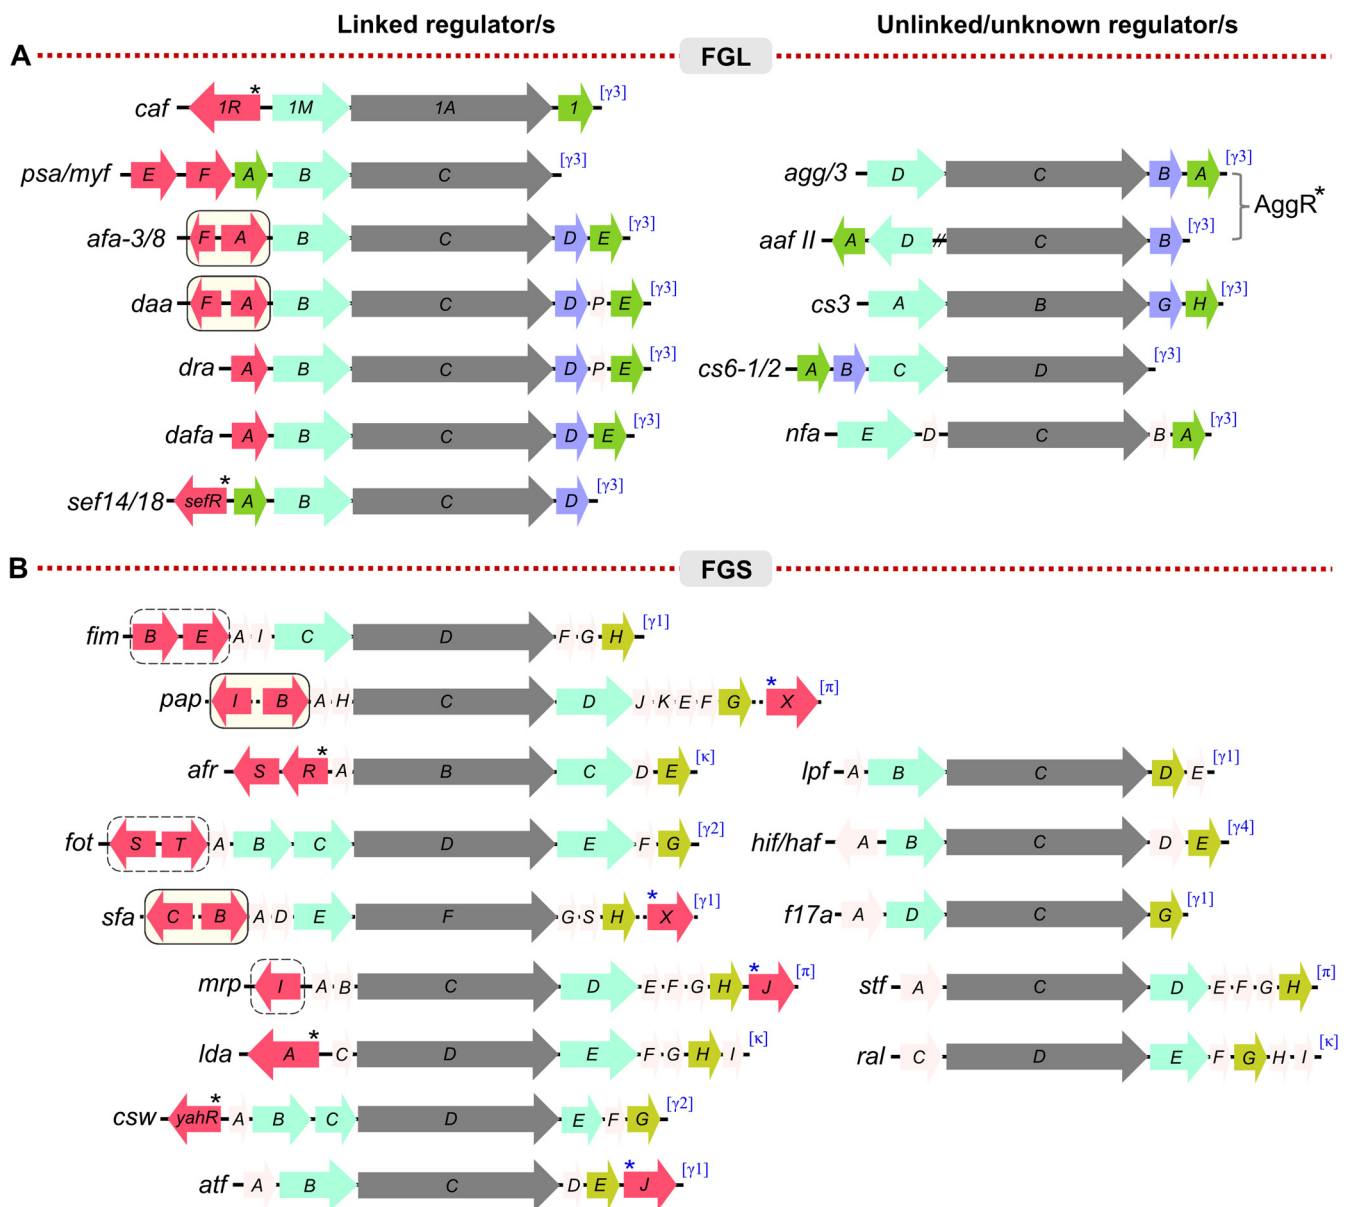 Linked regulator/s Unlinked/unknown regulator/s
A FGL
caf 1R * 1M 1A 1 [γ3]
psa/myf E F A B C [γ3]
agg/3 D C B A [γ3]
AggR*
afa-3/8 F A B C D E [γ3]
aaf II A D // C B [γ3]
daa F A B C D P E [γ3]
cs3 A B G H [γ3]
dra A B C D P E [γ3]
cs6-1/2 A B C D [γ3]
dafa A B C D E [γ3]
nfa E D C B A [γ3]
sef14/18 sefR * A B C D [γ3]
B FGS
fim B E A I C D F G H [γ1]
pap I B A H C D J K E F G * X [π]
afr S R * A B C D E [κ]
lpf A B C D E [γ1]
fot S T A B C D E F G [γ2]
hif/haf A B C D E [γ4]
sfa C B A D E F G S H * X [γ1]
f17a A D C G [γ1]
mrp I A B C D E F G H * J [π]
stf A C D E F G H [π]
lda A * C D E F G H I [κ]
ral C D E F G H I [κ]
csw yahR * A B C D E F G [γ2]
atf A B C D E * J [γ1]